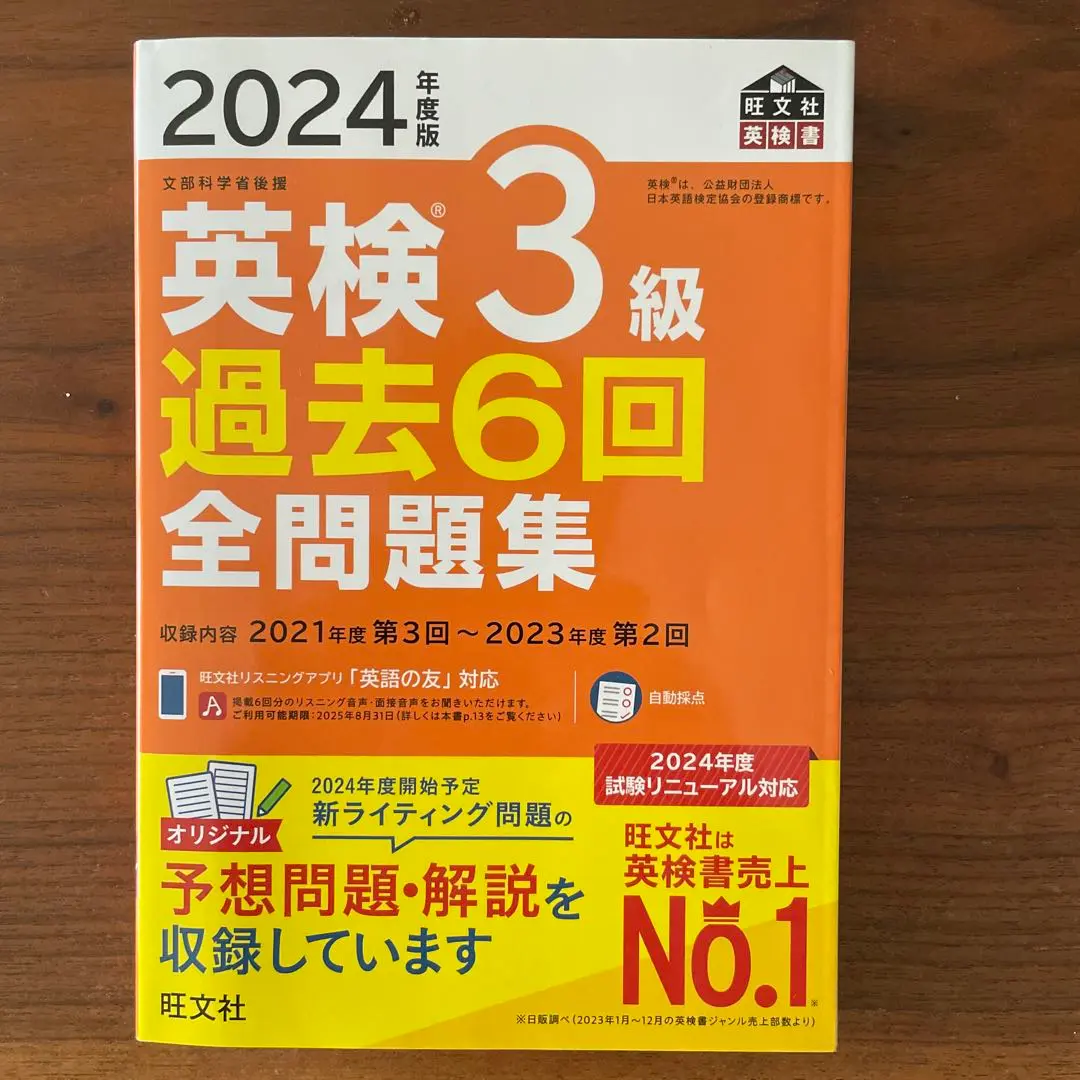 2024年度版
旺文社
英検書
文部科学省後援
英検®は、公益財団法人
日本英語検定協会の登録商標です。
英検® 3級
過去6回
全問題集
収録内容 2021年度 第3回～2023年度 第2回
旺文社リスニングアプリ「英語の友」対応
掲載6回分のリスニング音声・面接音声をお聞きいただけます。
ご利用可能期限：2025年8月31日（詳しくは本書p.13をご覧ください）
自動採点
2024年度
試験リニューアル対応
2024年度開始予定
新ライティング問題の
オリジナル
予想問題・解説を
収録しています
旺文社は
英検書売上
No.1※
旺文社
※日販調べ（2023年1月～12月の英検書ジャンル売上部数より）